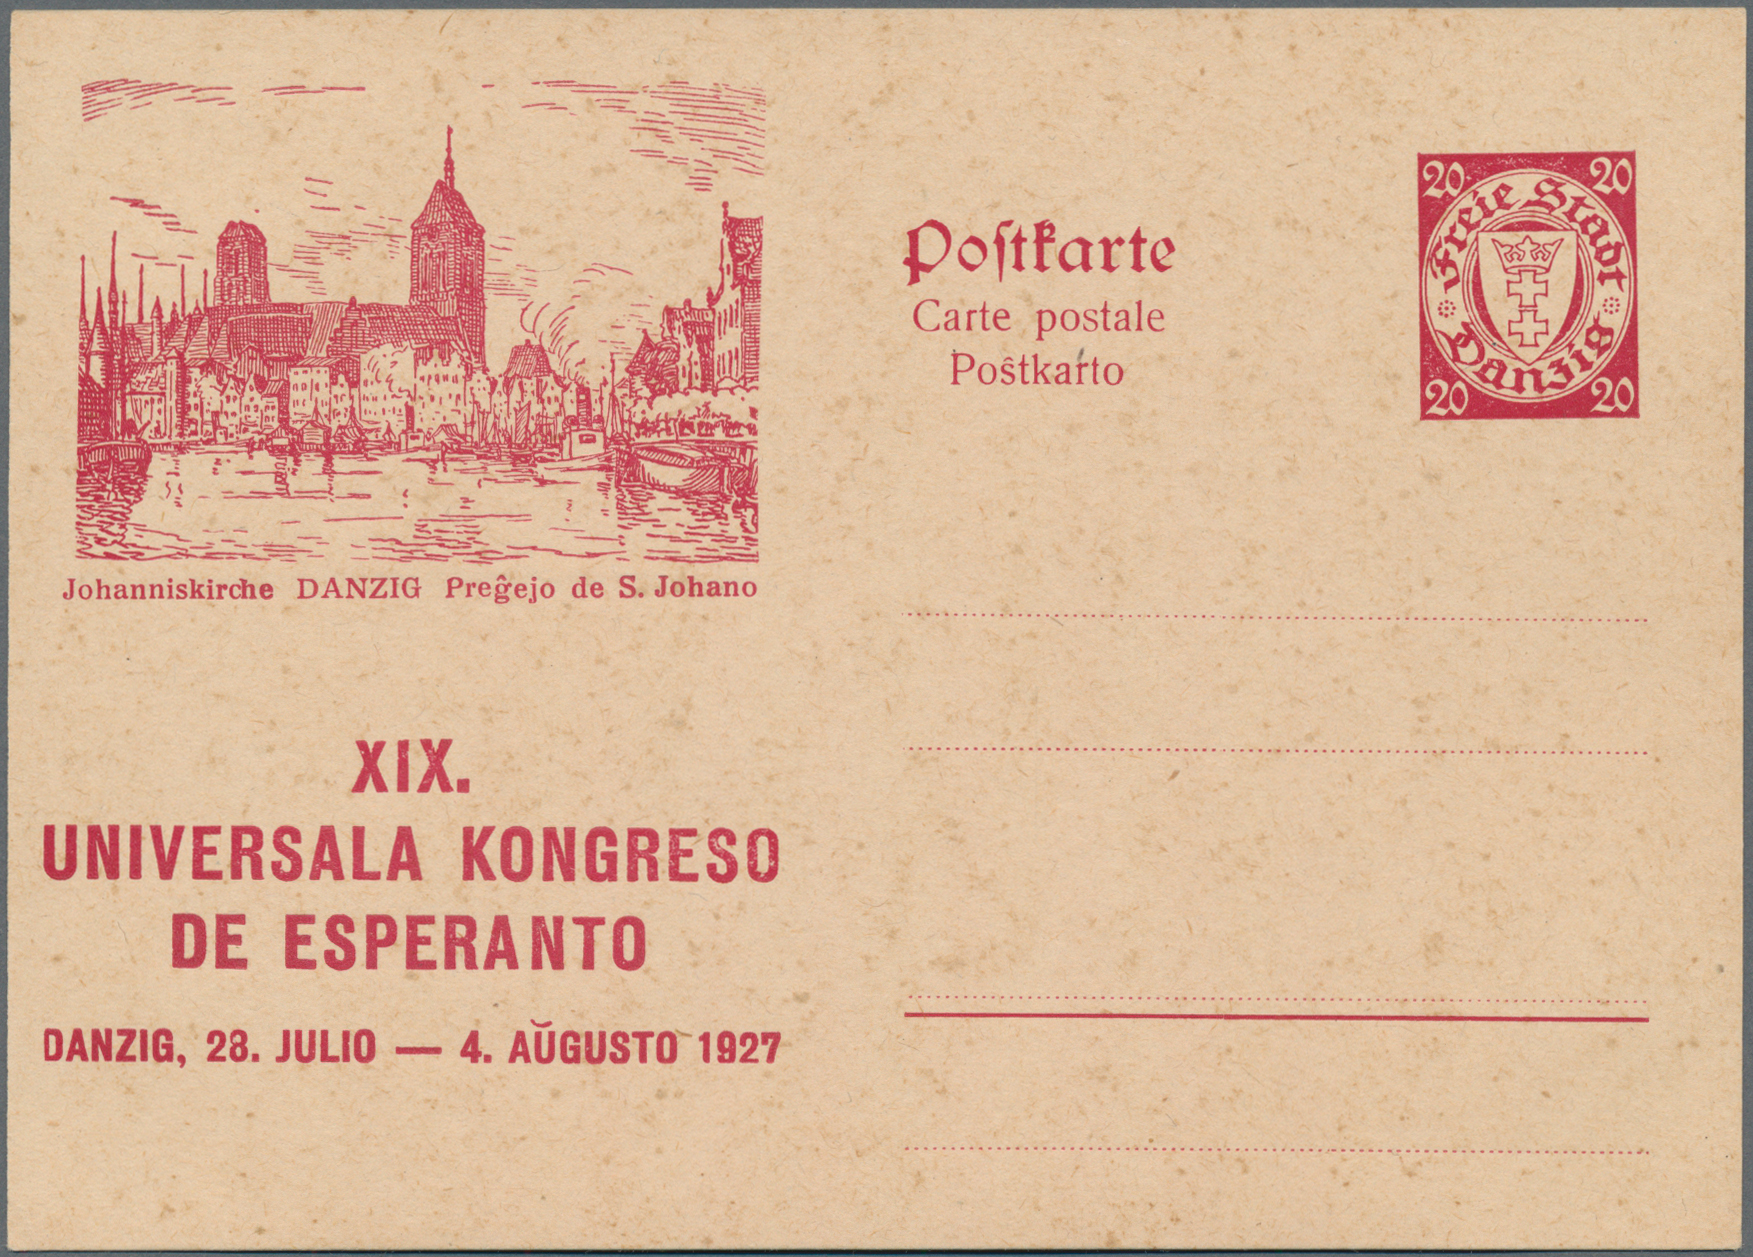 Johanniskirche DANZIG Preĝejo de S. Johano
XIX.
UNIVERSALA KONGRESO
DE ESPERANTO
DANZIG, 28. JULIO — 4. AŬGUSTO 1927
Poſtkarte
Carte postale
Poŝtkarto
20 20
Freie Stadt
Danzig
20 20